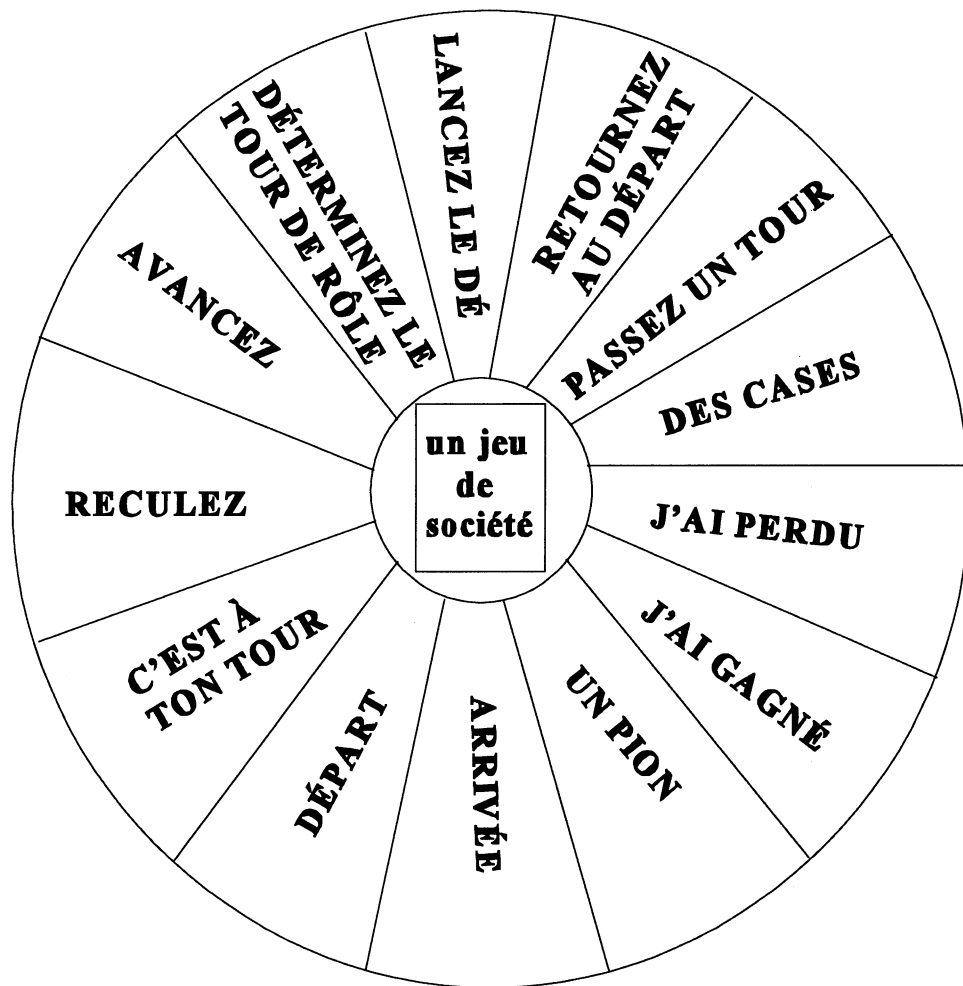 LANCEZ LE DÉ
RETOURNEZ
AU DÉPART
PASSEZ UN TOUR
DES CASES
J'AI PERDU
J'AI GAGNÉ
UN PION
ARRIVÉE
DÉPART
C'EST À
TON TOUR
RECULEZ
AVANCEZ
DÉTERMINEZ LE
TOUR DE RÔLE
un jeu
de
société